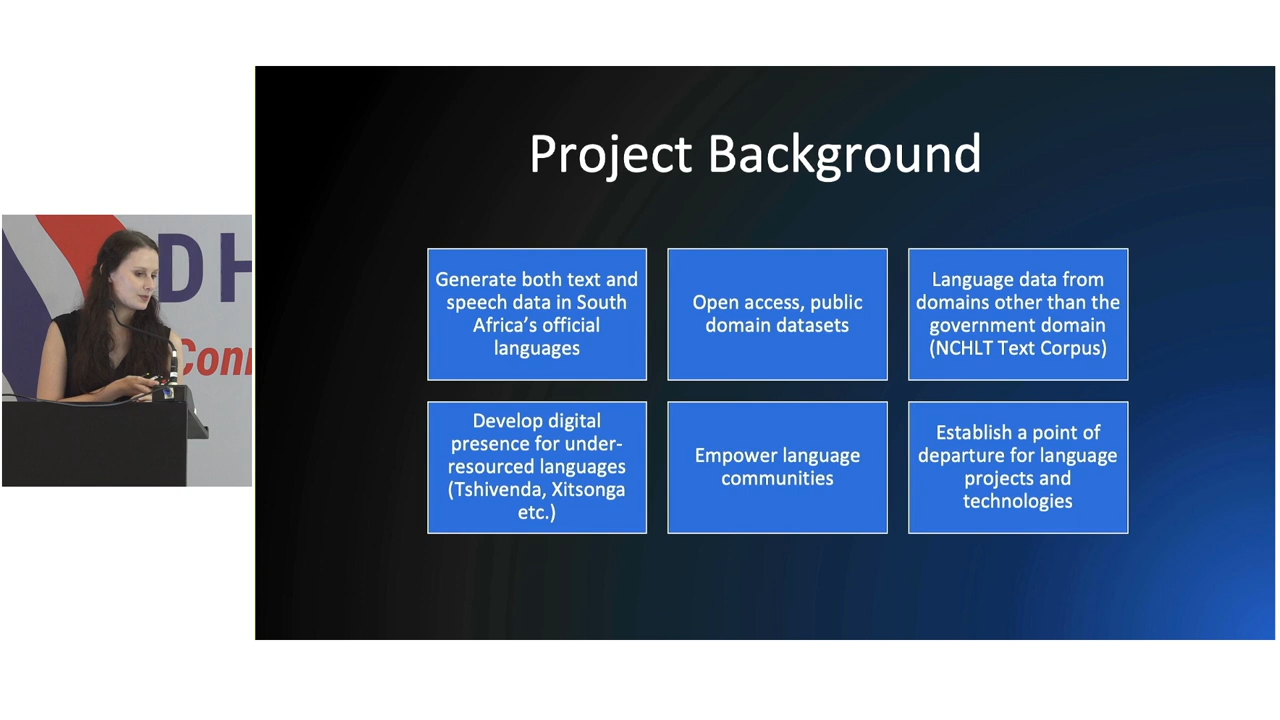 Project Background
Generate both text and
speech data in South
Africa's official
languages
Open access, public
domain datasets
Language data from
domains other than the
government domain
(NCHLT Text Corpus)
Develop digital
presence for under-
resourced languages
(Tshivenda, Xitsonga
etc.)
Empower language
communities
Establish a point of
departure for language
projects and
technologies
DH
Conn